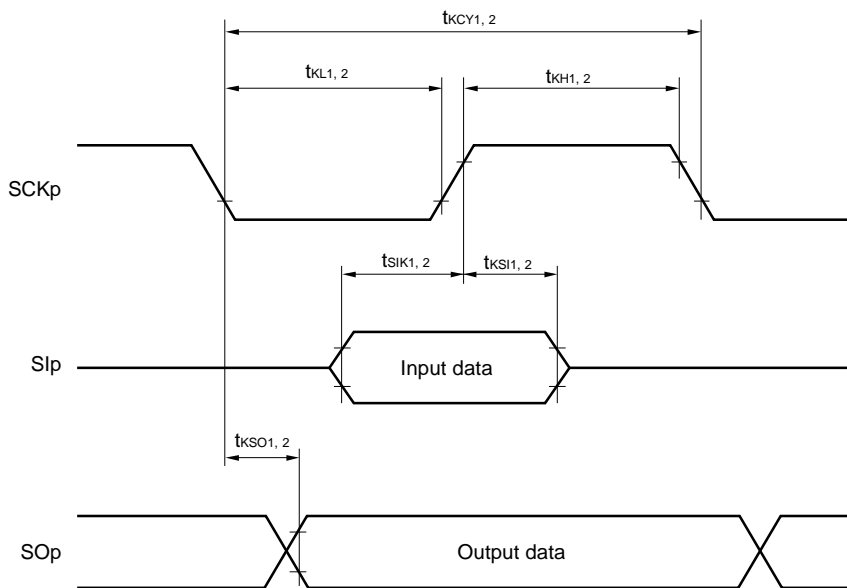 tKCY1, 2
tKL1, 2
tKH1, 2
SCKp
tSIK1, 2
tKSI1, 2
SIp
Input data
tKSO1, 2
SOp
Output data